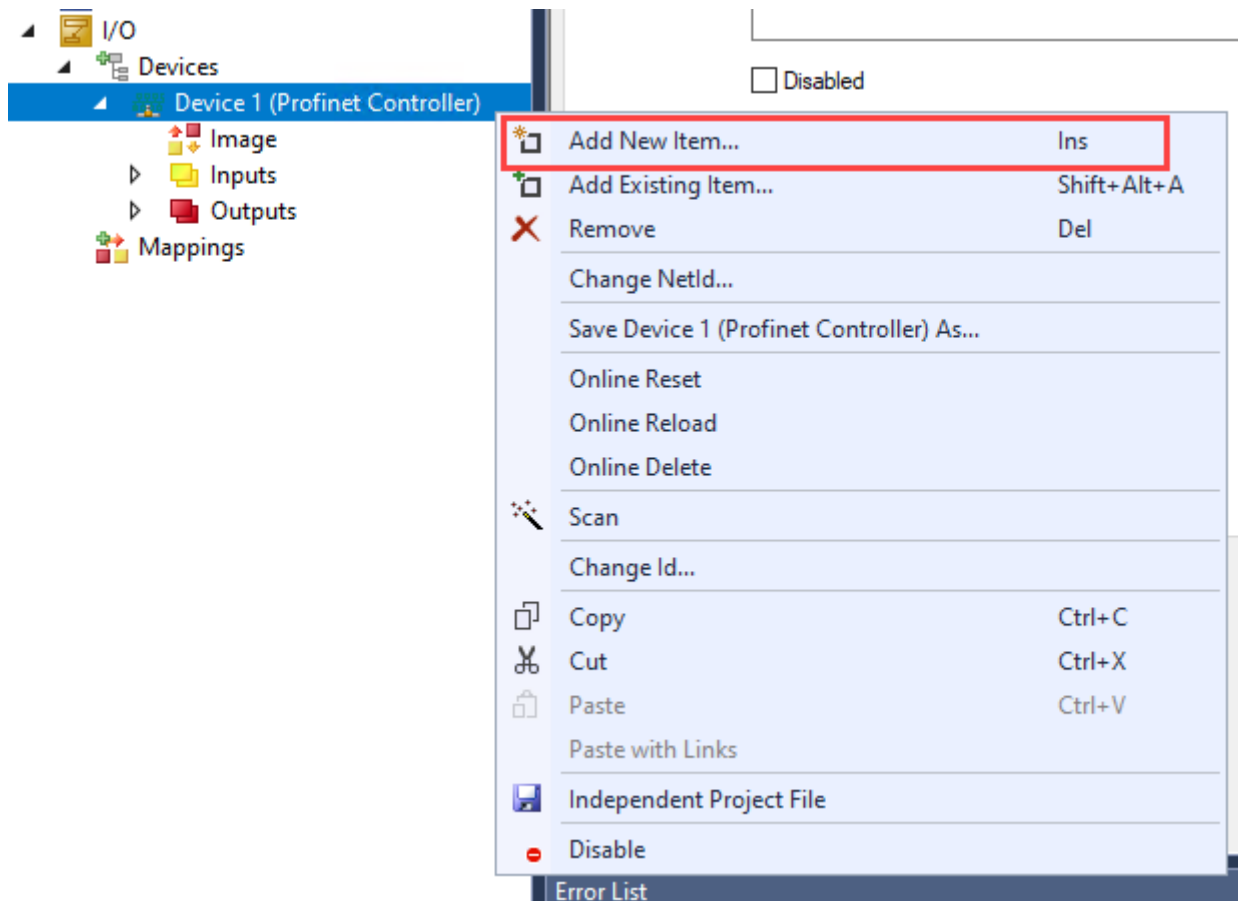 I/O
Devices
Device 1 (Profinet Controller)
Image
Inputs
Outputs
Mappings
Disabled
Add New Item... Ins
Add Existing Item... Shift+Alt+A
Remove Del
Change NetId...
Save Device 1 (Profinet Controller) As...
Online Reset
Online Reload
Online Delete
Scan
Change Id...
Copy Ctrl+C
Cut Ctrl+X
Paste Ctrl+V
Paste with Links
Independent Project File
Disable
Error List